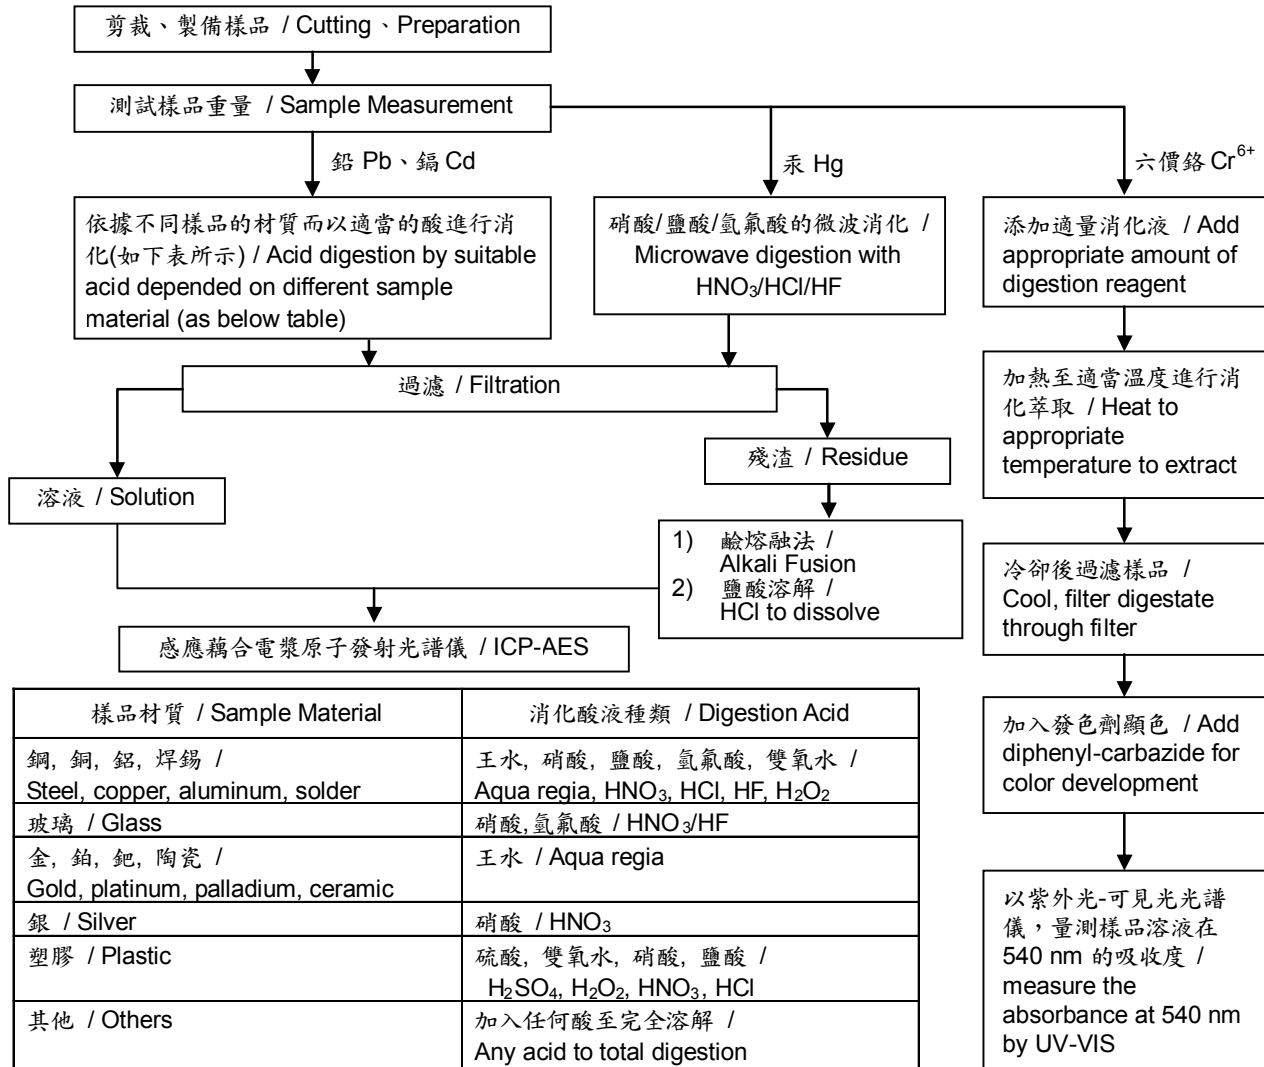 剪裁、製備樣品 / Cutting、Preparation
測試樣品重量 / Sample Measurement
鉛 Pb、鎘 Cd
汞 Hg
六價鉻 Cr⁶⁺
依據不同樣品的材質而以適當的酸進行消
化(如下表所示) / Acid digestion by suitable
acid depended on different sample
material (as below table)
硝酸/鹽酸/氫氟酸的微波消化 /
Microwave digestion with
HNO₃/HCl/HF
添加適量消化液 / Add
appropriate amount of
digestion reagent
過濾 / Filtration
加熱至適當溫度進行消
化萃取 / Heat to
appropriate
temperature to extract
溶液 / Solution
殘渣 / Residue
1) 鹼熔融法 /
Alkali Fusion
2) 鹽酸溶解 /
HCl to dissolve
冷卻後過濾樣品 /
Cool, filter digestate
through filter
感應藕合電漿原子發射光譜儀 / ICP-AES
加入發色劑顯色 / Add
diphenyl-carbazide for
color development
以紫外光-可見光光譜
儀，量測樣品溶液在
540 nm 的吸收度 /
measure the
absorbance at 540 nm
by UV-VIS
樣品材質 / Sample Material
消化酸液種類 / Digestion Acid
鋼, 銅, 鋁, 焊錫 /
Steel, copper, aluminum, solder
王水, 硝酸, 鹽酸, 氫氟酸, 雙氧水 /
Aqua regia, HNO₃, HCl, HF, H₂O₂
玻璃 / Glass
硝酸,氫氟酸 / HNO₃/HF
金, 鉑, 鈀, 陶瓷 /
Gold, platinum, palladium, ceramic
王水 / Aqua regia
銀 / Silver
硝酸 / HNO₃
塑膠 / Plastic
硫酸, 雙氧水, 硝酸, 鹽酸 /
H₂SO₄, H₂O₂, HNO₃, HCl
其他 / Others
加入任何酸至完全溶解 /
Any acid to total digestion